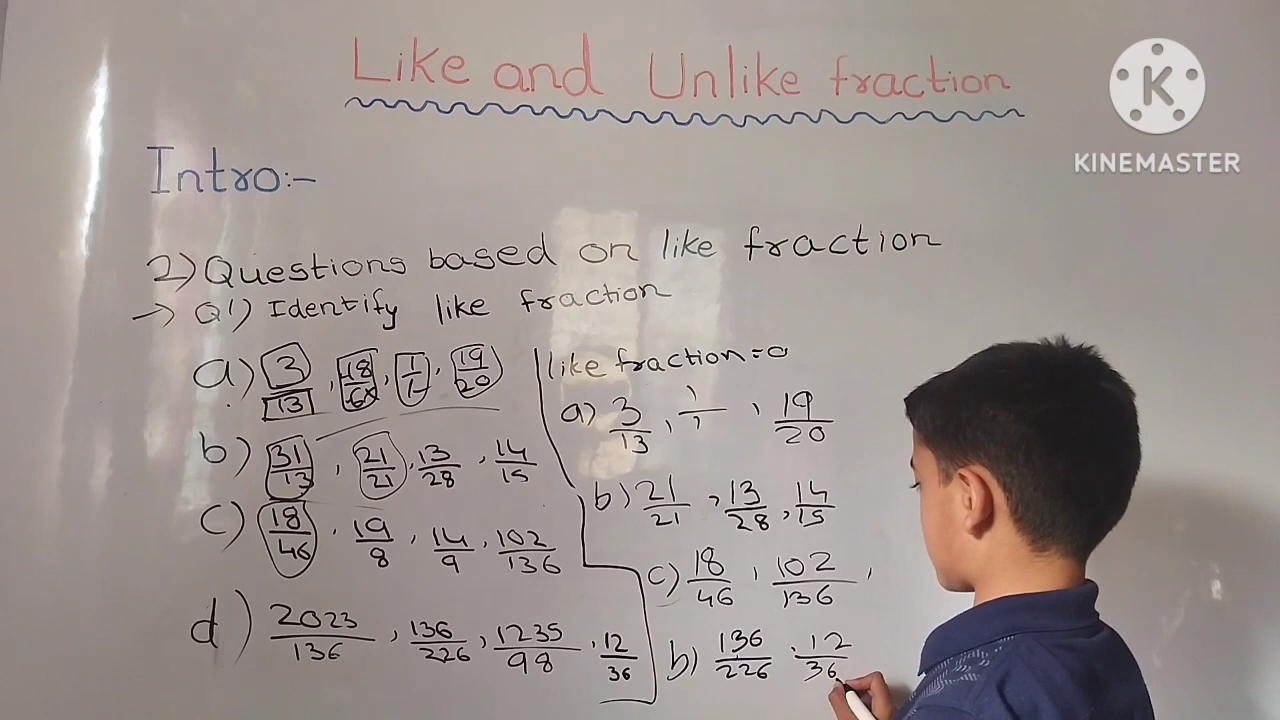 Like and Unlike fraction
KINEMASTER
Intro:-
2) Questions based on like fraction
→ Q1) Identify like fraction
a) 3/13, 18/6x, 1/1, 19/20
b) 31/13, 21/21, 13/28, 14/15
c) 18/46, 19/8, 14/9, 102/136
d) 2023/136, 136/226, 1235/98, 12/36
like fraction = 0
a) 3/13, 1/1, 19/20
b) 21/21, 13/28, 14/15
c) 18/46, 102/136,
b) 136/226, 12/36